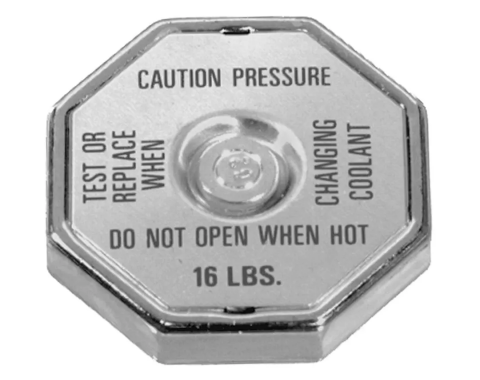 CAUTION PRESSURE
TEST OR
REPLACE
WHEN
CHANGING
COOLANT
DO NOT OPEN WHEN HOT
16 LBS.